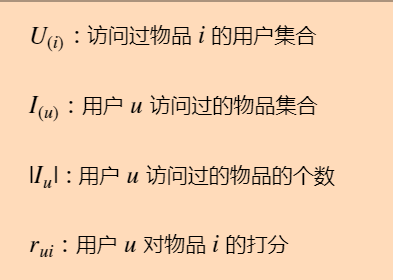 U(i)：访问过物品 i 的用户集合
I(u)：用户 u 访问过的物品集合
|Iu|：用户 u 访问过的物品的个数
rui：用户 u 对物品 i 的打分